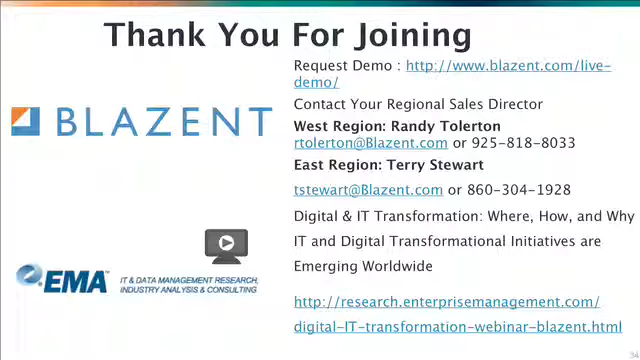 Thank You For Joining
Request Demo : http://www.blazent.com/live-
demo/
Contact Your Regional Sales Director
BLAZENT
West Region: Randy Tolerton
rtolerton@Blazent.com or 925-818-8033
East Region: Terry Stewart
tstewart@Blazent.com or 860-304-1928
Digital & IT Transformation: Where, How, and Why
IT and Digital Transformational Initiatives are
Emerging Worldwide
EMA™
IT & DATA MANAGEMENT RESEARCH,
INDUSTRY ANALYSIS & CONSULTING
http://research.enterprisemanagement.com/
digital-IT-transformation-webinar-blazent.html
34